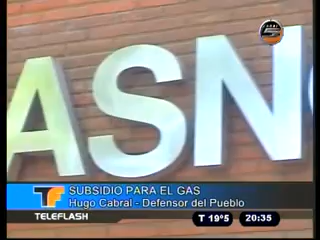 ASN
SUBSIDIO PARA EL GAS
Hugo Cabral - Defensor del Pueblo
TELEFLASH
T 19°5
20:35